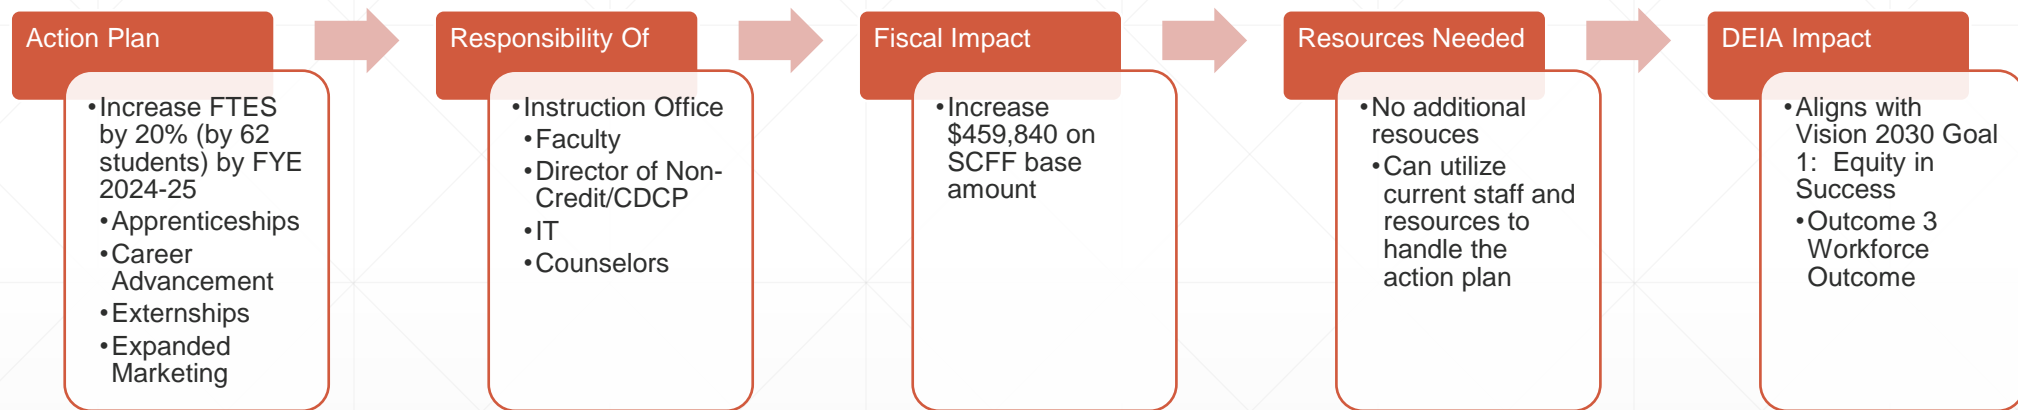 Action Plan
•Increase FTES
by 20% (by 62
students) by FYE
2024-25
•Apprenticeships
•Career
Advancement
•Externships
•Expanded
Marketing
Responsibility Of
•Instruction Office
•Faculty
•Director of Non-
Credit/CDCP
•IT
•Counselors
Fiscal Impact
•Increase
$459,840 on
SCFF base
amount
Resources Needed
•No additional
resouces
•Can utilize
current staff and
resources to
handle the
action plan
DEIA Impact
•Aligns with
Vision 2030 Goal
1:  Equity in
Success
•Outcome 3
Workforce
Outcome